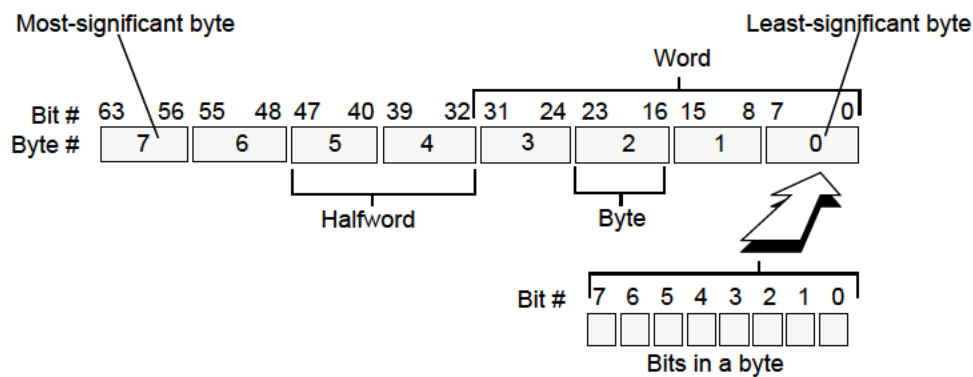 Most-significant byte Least-significant byte
Word
Bit # 63 56 55 48 47 40 39 32 31 24 23 16 15 8 7 0
Byte # 7 6 5 4 3 2 1 0
Halfword Byte
Bit # 7 6 5 4 3 2 1 0
Bits in a byte